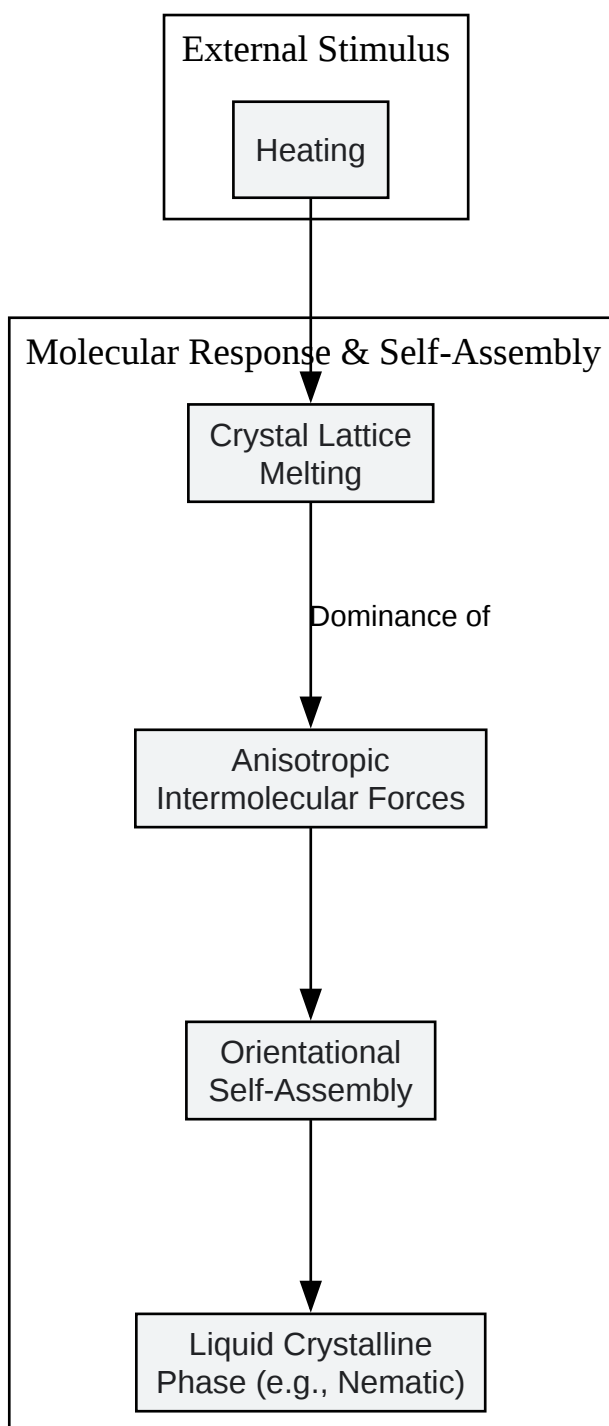 External Stimulus
Heating
Molecular Response & Self-Assembly
Crystal Lattice
Melting
Dominance of
Anisotropic
Intermolecular Forces
Orientational
Self-Assembly
Liquid Crystalline
Phase (e.g., Nematic)